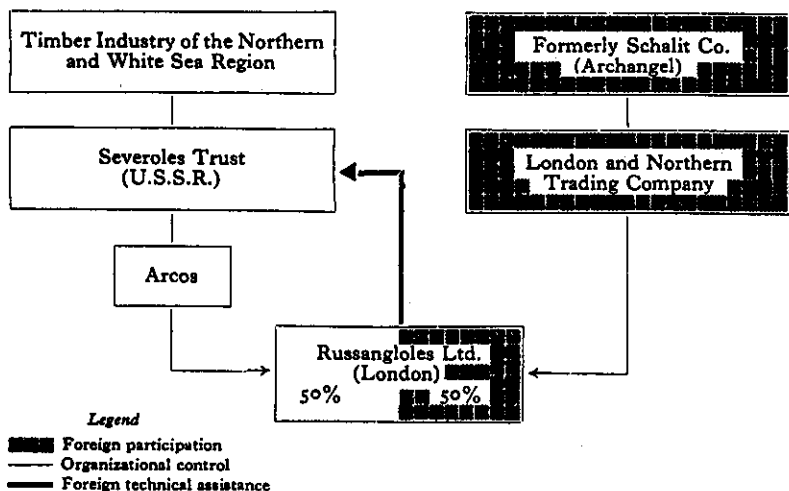 Timber Industry of the Northern
and White Sea Region
Formerly Schalit Co.
(Archangel)
Severoles Trust
(U.S.S.R.)
London and Northern
Trading Company
Arcos
Russangloles Ltd.
(London)
50% 50%
Legend
Foreign participation
Organizational control
Foreign technical assistance